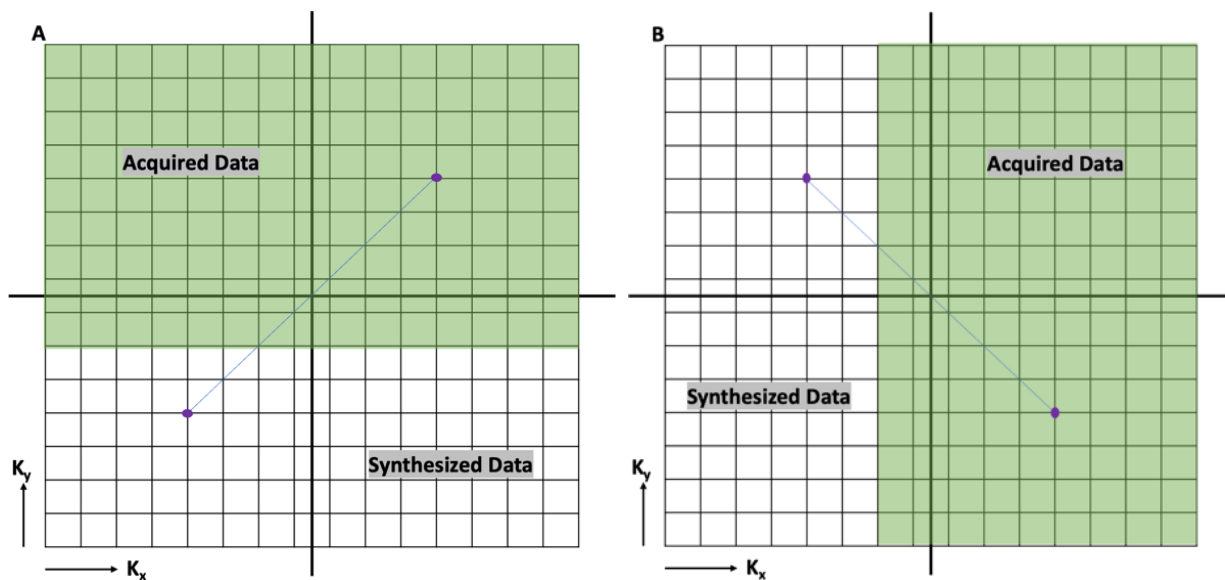 A
Acquired Data
Synthesized Data
Ky
Kx
B
Acquired Data
Synthesized Data
Ky
Kx